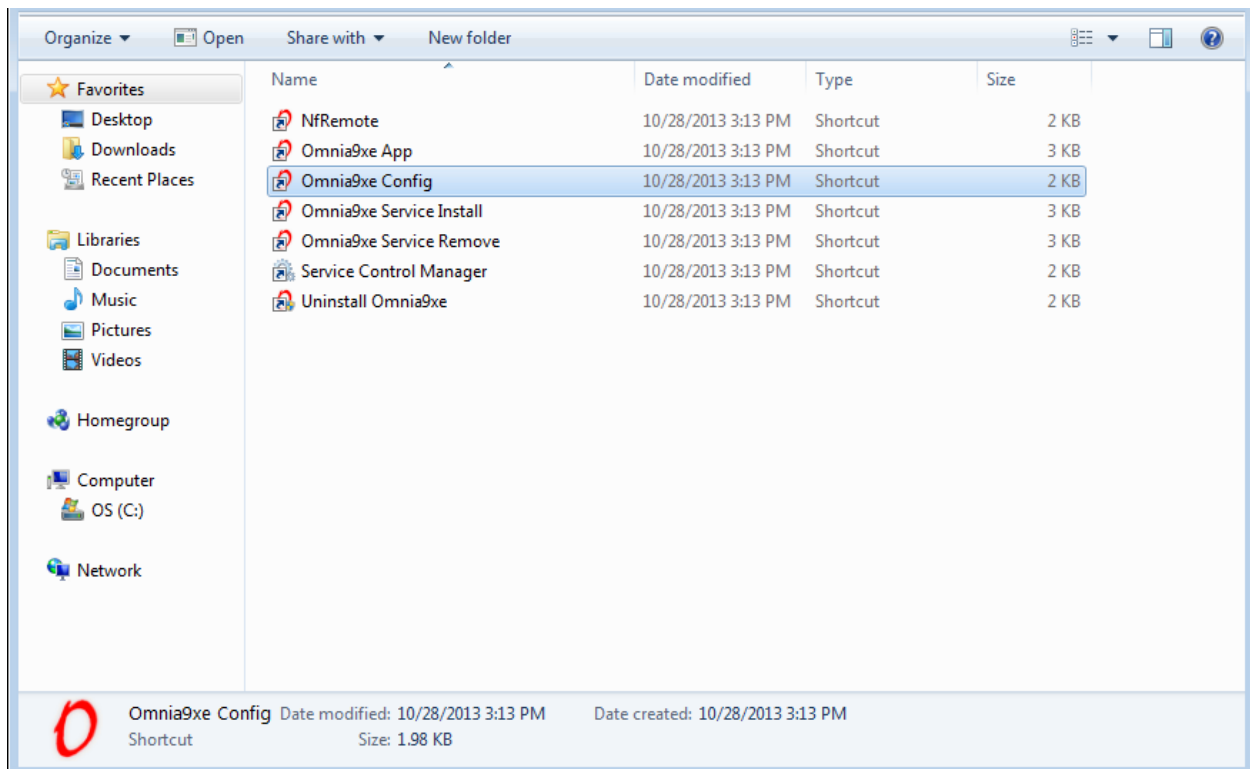 Organize Open Share with New folder
Name Date modified Type Size
Favorites
Desktop
Downloads
Recent Places
Libraries
Documents
Music
Pictures
Videos
Homegroup
Computer
OS (C:)
Network
NfRemote 10/28/2013 3:13 PM Shortcut 2 KB
Omnia9xe App 10/28/2013 3:13 PM Shortcut 3 KB
Omnia9xe Config 10/28/2013 3:13 PM Shortcut 2 KB
Omnia9xe Service Install 10/28/2013 3:13 PM Shortcut 3 KB
Omnia9xe Service Remove 10/28/2013 3:13 PM Shortcut 3 KB
Service Control Manager 10/28/2013 3:13 PM Shortcut 2 KB
Uninstall Omnia9xe 10/28/2013 3:13 PM Shortcut 2 KB
Omnia9xe Config Date modified: 10/28/2013 3:13 PM Date created: 10/28/2013 3:13 PM
Shortcut Size: 1.98 KB